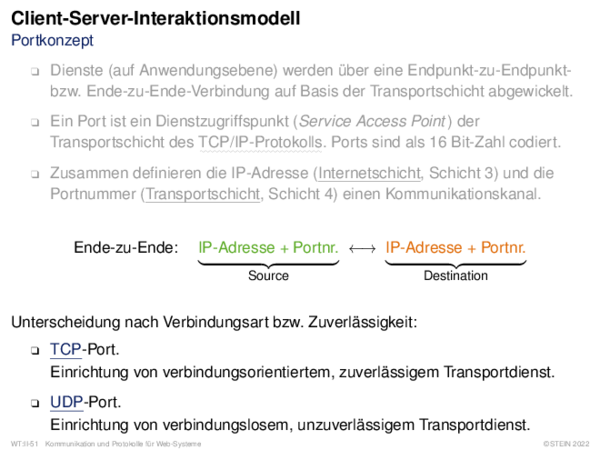 Client-Server-Interaktionsmodell
Portkonzept
❑ Dienste (auf Anwendungsebene) werden über eine Endpunkt-zu-Endpunkt-
bzw. Ende-zu-Ende-Verbindung auf Basis der Transportschicht abgewickelt.
❑ Ein Port ist ein Dienstzugriffspunkt (Service Access Point) der
Transportschicht des TCP/IP-Protokolls. Ports sind als 16 Bit-Zahl codiert.
❑ Zusammen definieren die IP-Adresse (Internetschicht, Schicht 3) und die
Portnummer (Transportschicht, Schicht 4) einen Kommunikationskanal.
Ende-zu-Ende: IP-Adresse + Portnr. ⟷ IP-Adresse + Portnr.
Source Destination
Unterscheidung nach Verbindungsart bzw. Zuverlässigkeit:
❑ TCP-Port.
Einrichtung von verbindungsorientiertem, zuverlässigem Transportdienst.
❑ UDP-Port.
Einrichtung von verbindungslosem, unzuverlässigem Transportdienst.
WT:II-51 Kommunikation und Protokolle für Web-Systeme ©STEIN 2022